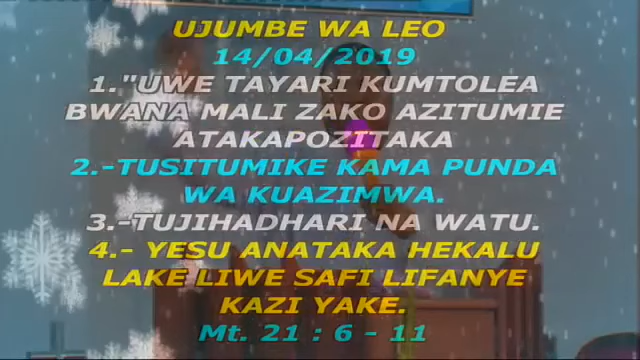 UJUMBE WA LEO
14/04/2019
1."UWE TAYARI KUMTOLEA
BWANA MALI ZAKO AZITUMIE
ATAKAPOZITAKA
2.-TUSITUMIKE KAMA PUNDA
WA KUAZIMWA.
3.-TUJIHADHARI NA WATU.
4.- YESU ANATAKA HEKALU
LAKE LIWE SAFI LIFANYE
KAZI YAKE.
Mt. 21 : 6 - 11